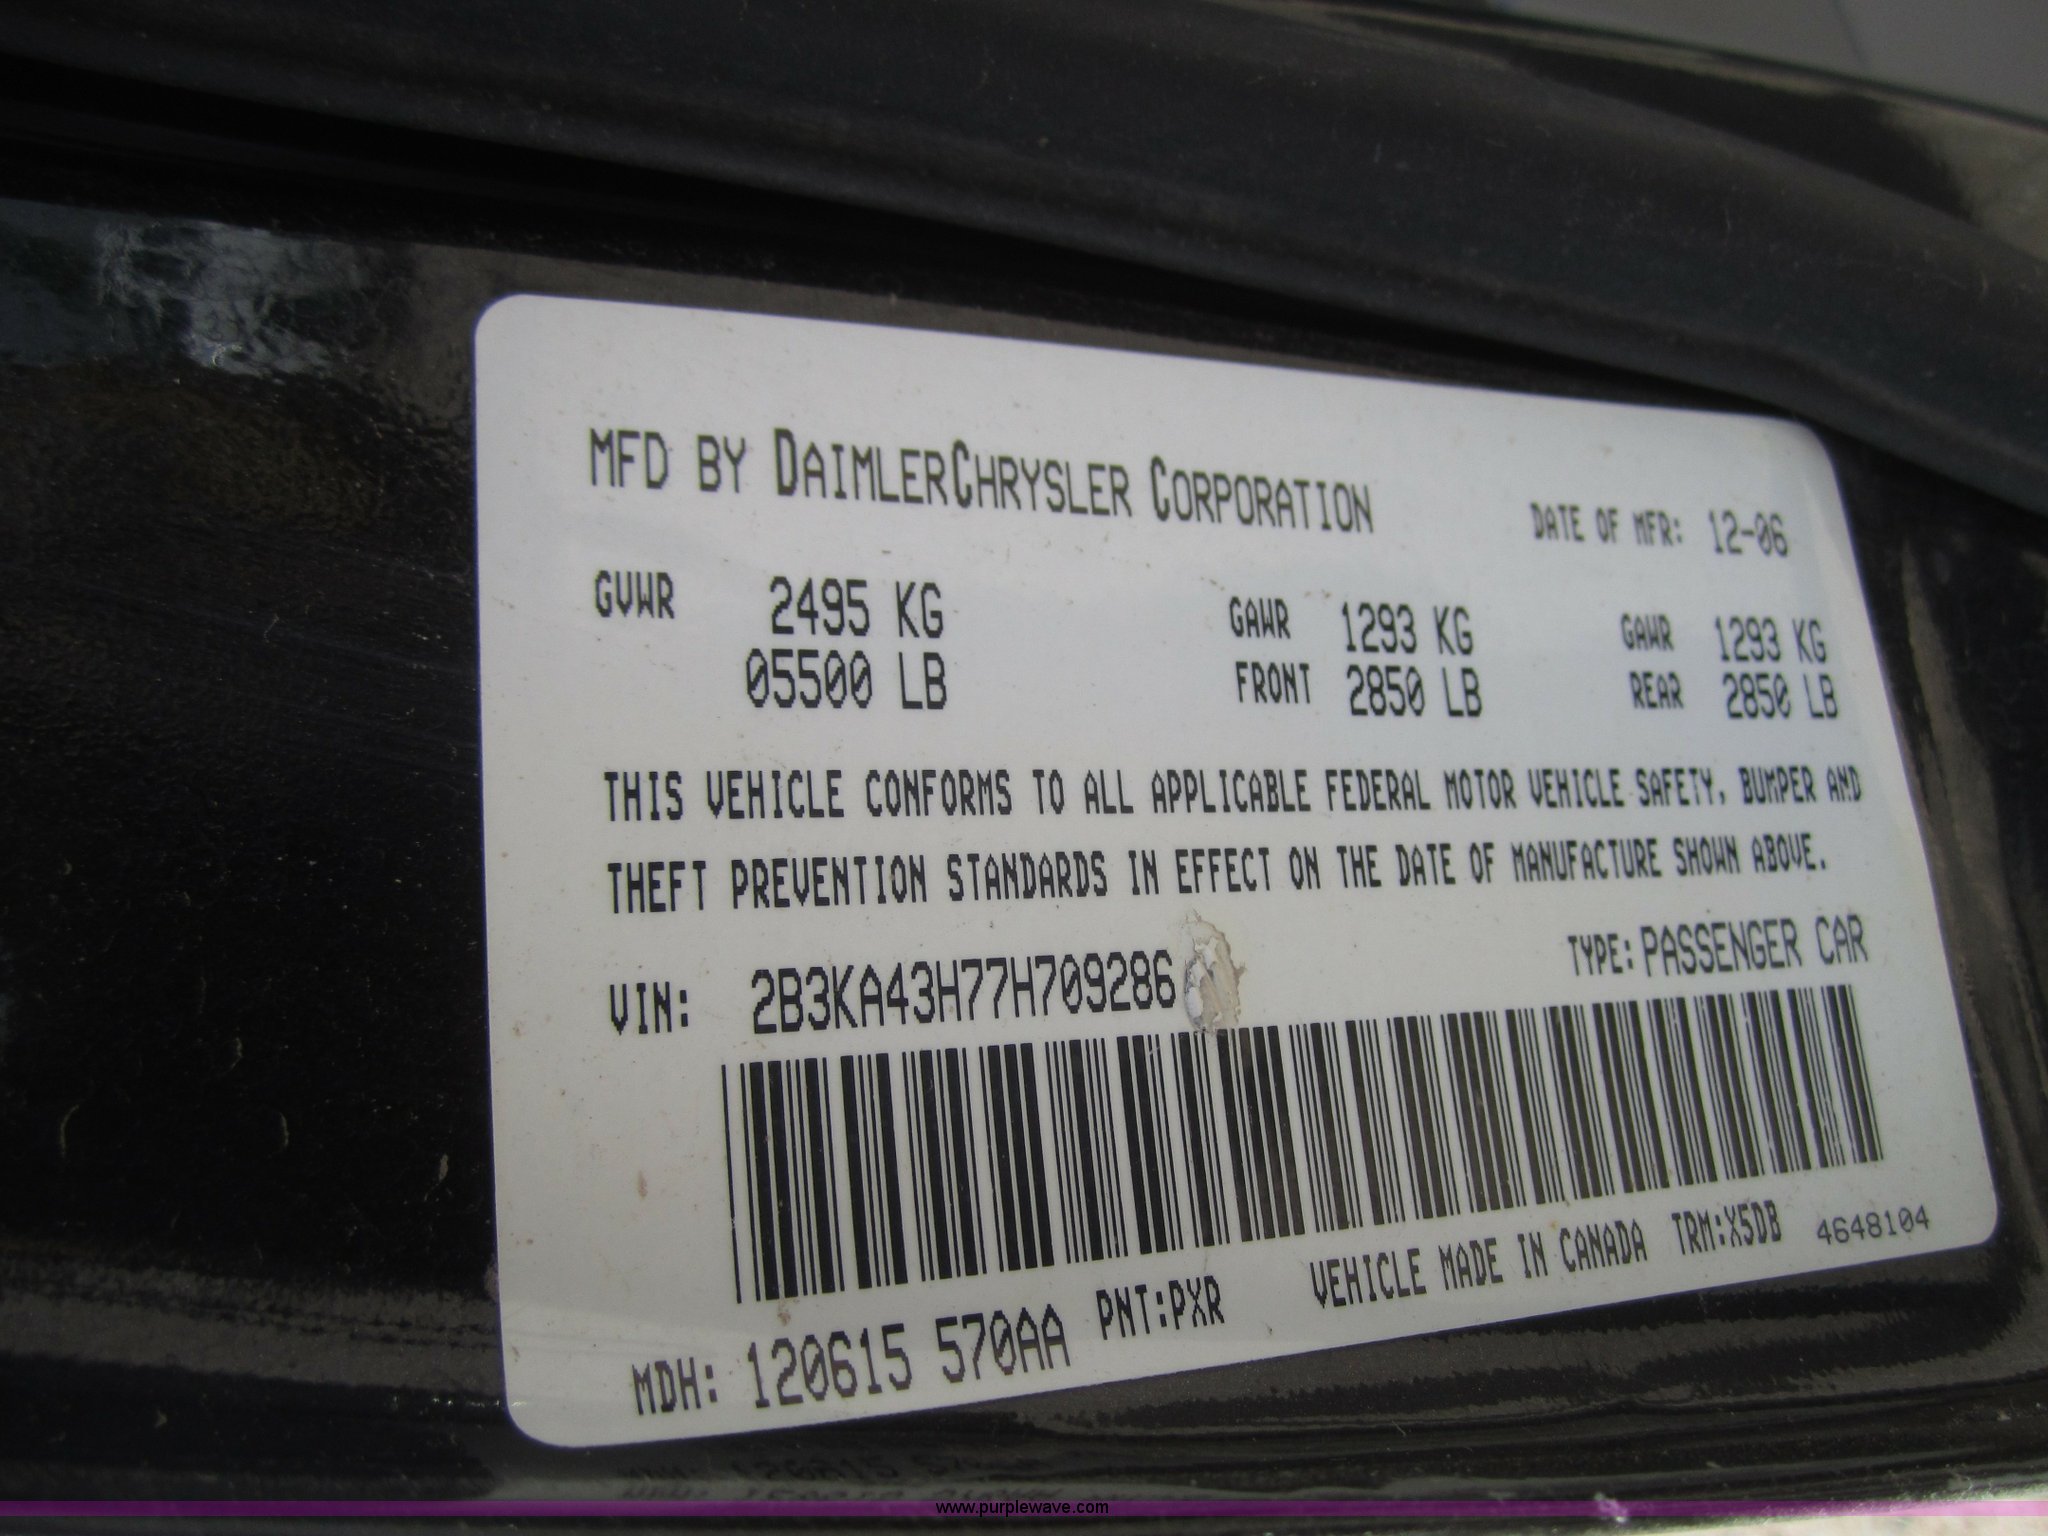 MFD BY DAIMLERCHRYSLER CORPORATION
DATE OF MFR: 12-06
GVWR 2495 KG GAWR 1293 KG GAWR 1293 KG
05500 LB FRONT 2850 LB REAR 2850 LB
THIS VEHICLE CONFORMS TO ALL APPLICABLE FEDERAL MOTOR VEHICLE SAFETY, BUMPER AND
THEFT PREVENTION STANDARDS IN EFFECT ON THE DATE OF MANUFACTURE SHOWN ABOVE.
VIN: 2B3KA43H77H709286 TYPE: PASSENGER CAR
MDH: 120615 570AA PNT:PXR VEHICLE MADE IN CANADA TRM:X5DB 4648104
www.purplewave.com